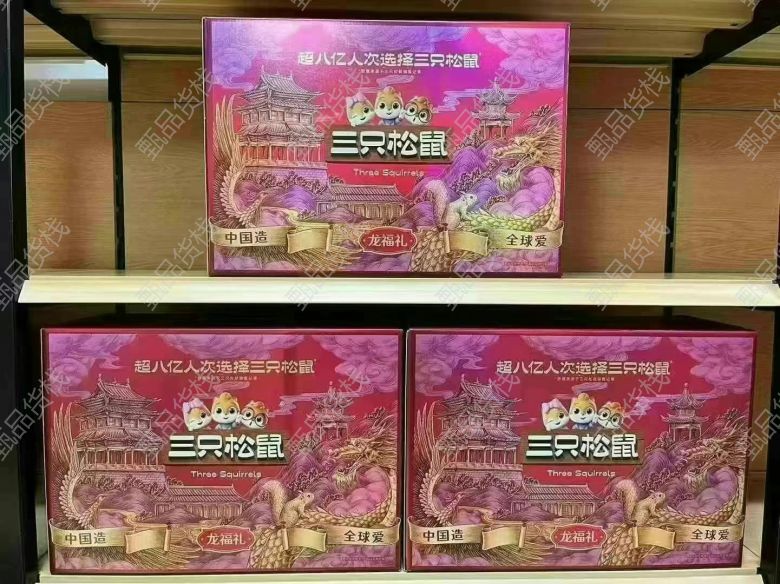 超八亿人次选择三只松鼠
三只松鼠
Three Squirrels
中国造
龙福礼
全球爱
超八亿人次选择三只松鼠
三只松鼠
Three Squirrels
中国造
龙福礼
全球爱
超八亿人次选择三只松鼠
三只松鼠
Three Squirrels
中国造
龙福礼
全球爱
甄品货栈